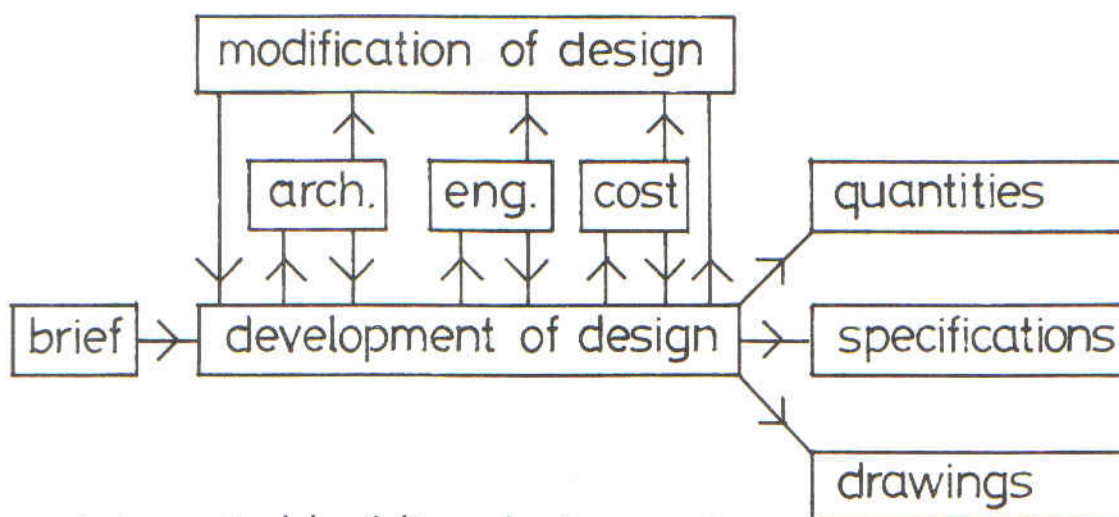 modification of design
arch.
eng.
cost
quantities
brief
development of design
specifications
drawings